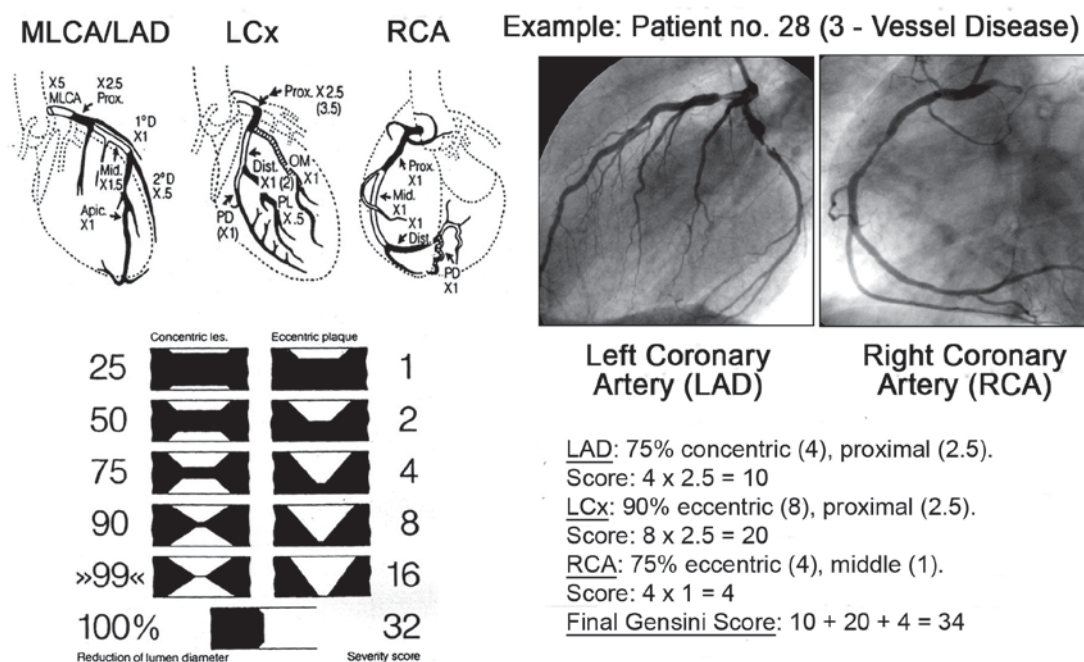 MLCA/LAD
LCx
RCA
Example: Patient no. 28 (3 - Vessel Disease)
X5
MLCA
X2.5
Prox.
1°D
X1
Mid.
X1.5
2°D
X.5
Apic.
X1
Prox. X2.5
(3.5)
OM
X1
Dist.
X1 (2)
PL
X.5
PD
(X1)
Prox.
X1
Mid.
X1
X1
Dist.
PD
X1
Left Coronary
Artery (LAD)
Right Coronary
Artery (RCA)
Concentric les.
Eccentric plaque
25
1
50
2
75
4
90
8
»99«
16
100%
32
Reduction of lumen diameter
Severity score
LAD: 75% concentric (4), proximal (2.5).
Score: 4 x 2.5 = 10
LCx: 90% eccentric (8), proximal (2.5).
Score: 8 x 2.5 = 20
RCA: 75% eccentric (4), middle (1).
Score: 4 x 1 = 4
Final Gensini Score: 10 + 20 + 4 = 34